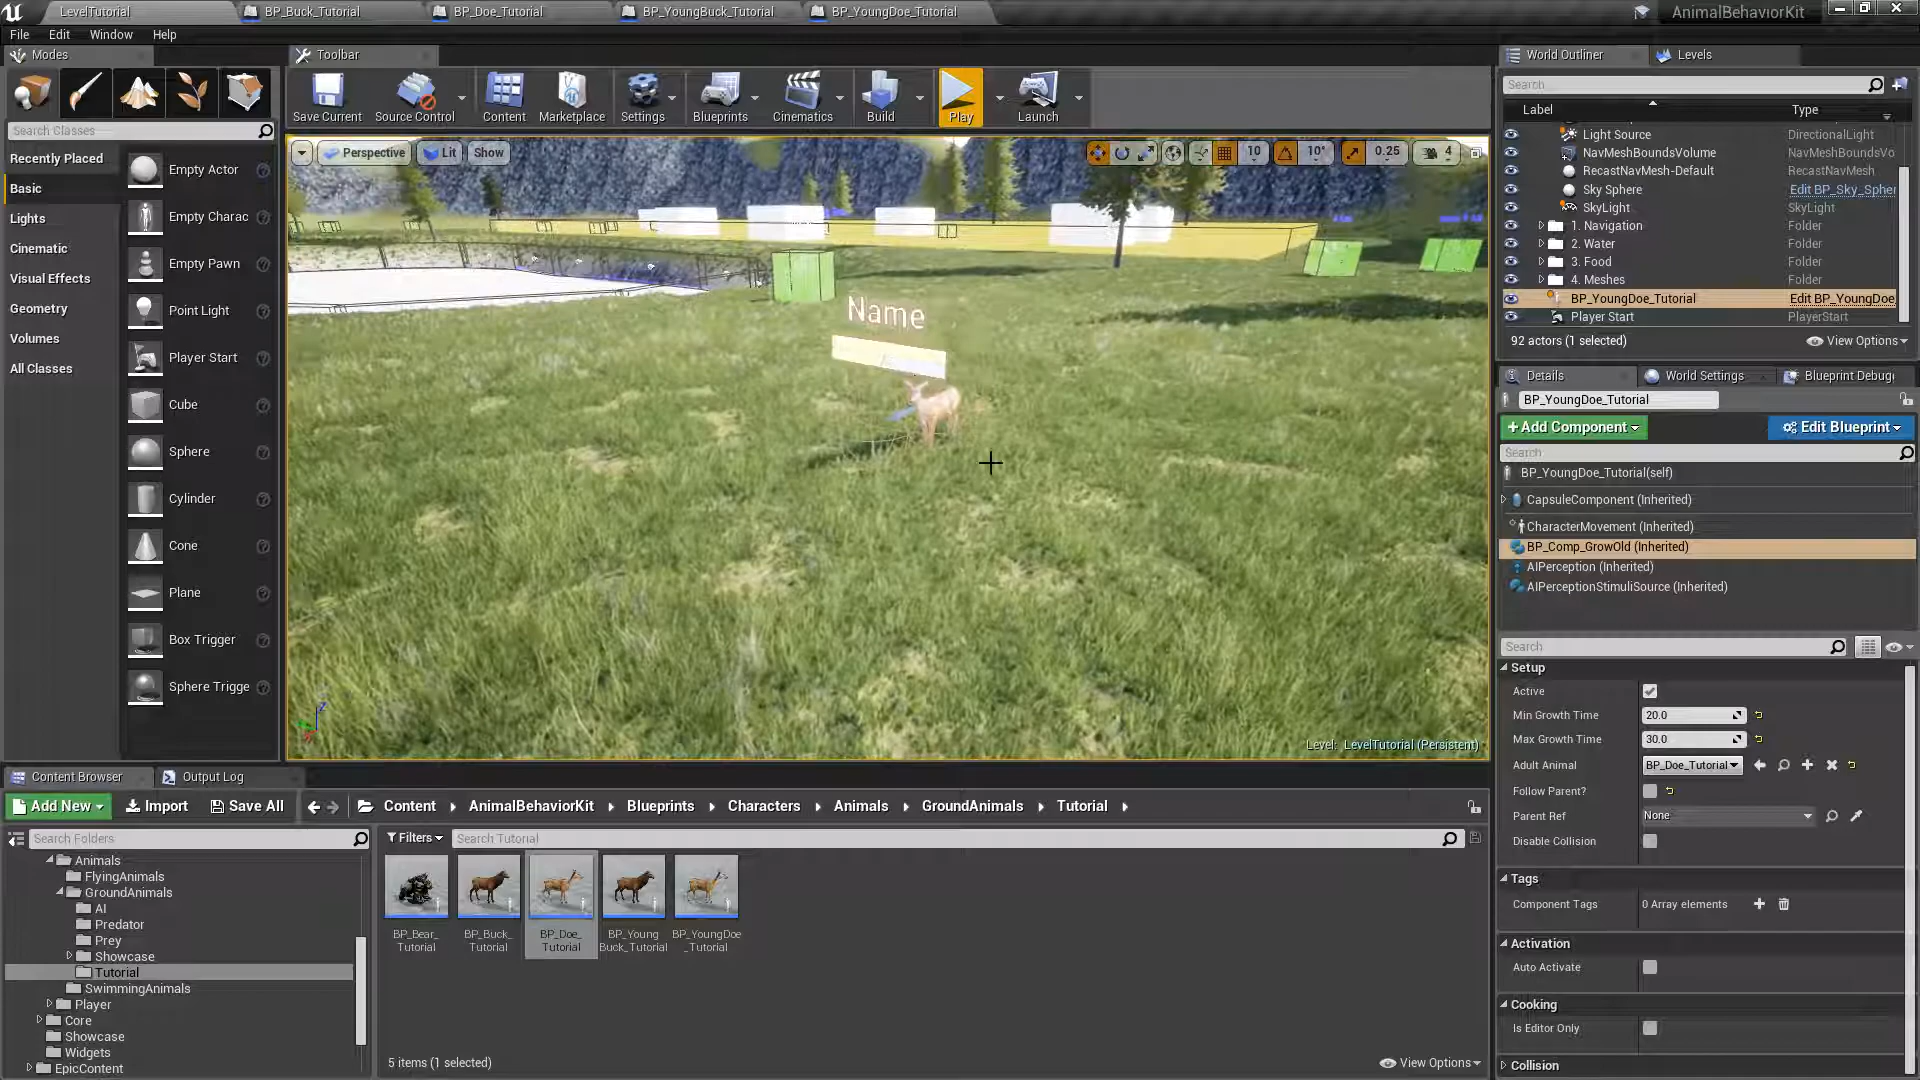 LevelTutorial
BP_Buck_Tutorial
BP_Doe_Tutorial
BP_YoungBuck_Tutorial
BP_YoungDoe_Tutorial
AnimalBehaviorKit
File Edit Window Help
Modes
Search Classes
Recently Placed
Basic
Lights
Cinematic
Visual Effects
Geometry
Volumes
All Classes
Empty Actor
Empty Charac
Empty Pawn
Point Light
Player Start
Cube
Sphere
Cylinder
Cone
Plane
Box Trigger
Sphere Trigge
Toolbar
Save Current
Source Control
Content
Marketplace
Settings
Blueprints
Cinematics
Build
Play
Launch
Perspective
Lit
Show
10
10°
0.25
4
Name
Level: LevelTutorial (Persistent)
World Outliner
Levels
Search
Label Type
Light Source DirectionalLight
NavMeshBoundsVolume NavMeshBoundsVo
RecastNavMesh-Default RecastNavMesh
Sky Sphere Edit BP_Sky_Spher
SkyLight SkyLight
1. Navigation Folder
2. Water Folder
3. Food Folder
4. Meshes Folder
BP_YoungDoe_Tutorial Edit BP_YoungDoe
Player Start PlayerStart
92 actors (1 selected)
View Options
Details
World Settings
Blueprint Debug
BP_YoungDoe_Tutorial
+Add Component
Edit Blueprint
Search
BP_YoungDoe_Tutorial(self)
CapsuleComponent (Inherited)
CharacterMovement (Inherited)
BP_Comp_GrowOld (Inherited)
AIPerception (Inherited)
AIPerceptionStimuliSource (Inherited)
Search
Setup
Active
Min Growth Time 20.0
Max Growth Time 30.0
Adult Animal BP_Doe_Tutorial
Follow Parent?
Parent Ref None
Disable Collision
Tags
Component Tags 0 Array elements
Activation
Auto Activate
Cooking
Is Editor Only
Collision
Content Browser
Output Log
Add New
Import
Save All
Content
AnimalBehaviorKit
Blueprints
Characters
Animals
GroundAnimals
Tutorial
Search Folders
Animals
FlyingAnimals
GroundAnimals
AI
Predator
Prey
Showcase
Tutorial
SwimmingAnimals
Player
Core
Showcase
Widgets
EpicContent
Filters
Search Tutorial
BP_Bear_
Tutorial
BP_Buck_
Tutorial
BP_Doe_
Tutorial
BP_Young
Buck_Tutorial
BP_YoungDoe
_Tutorial
5 items (1 selected)
View Options